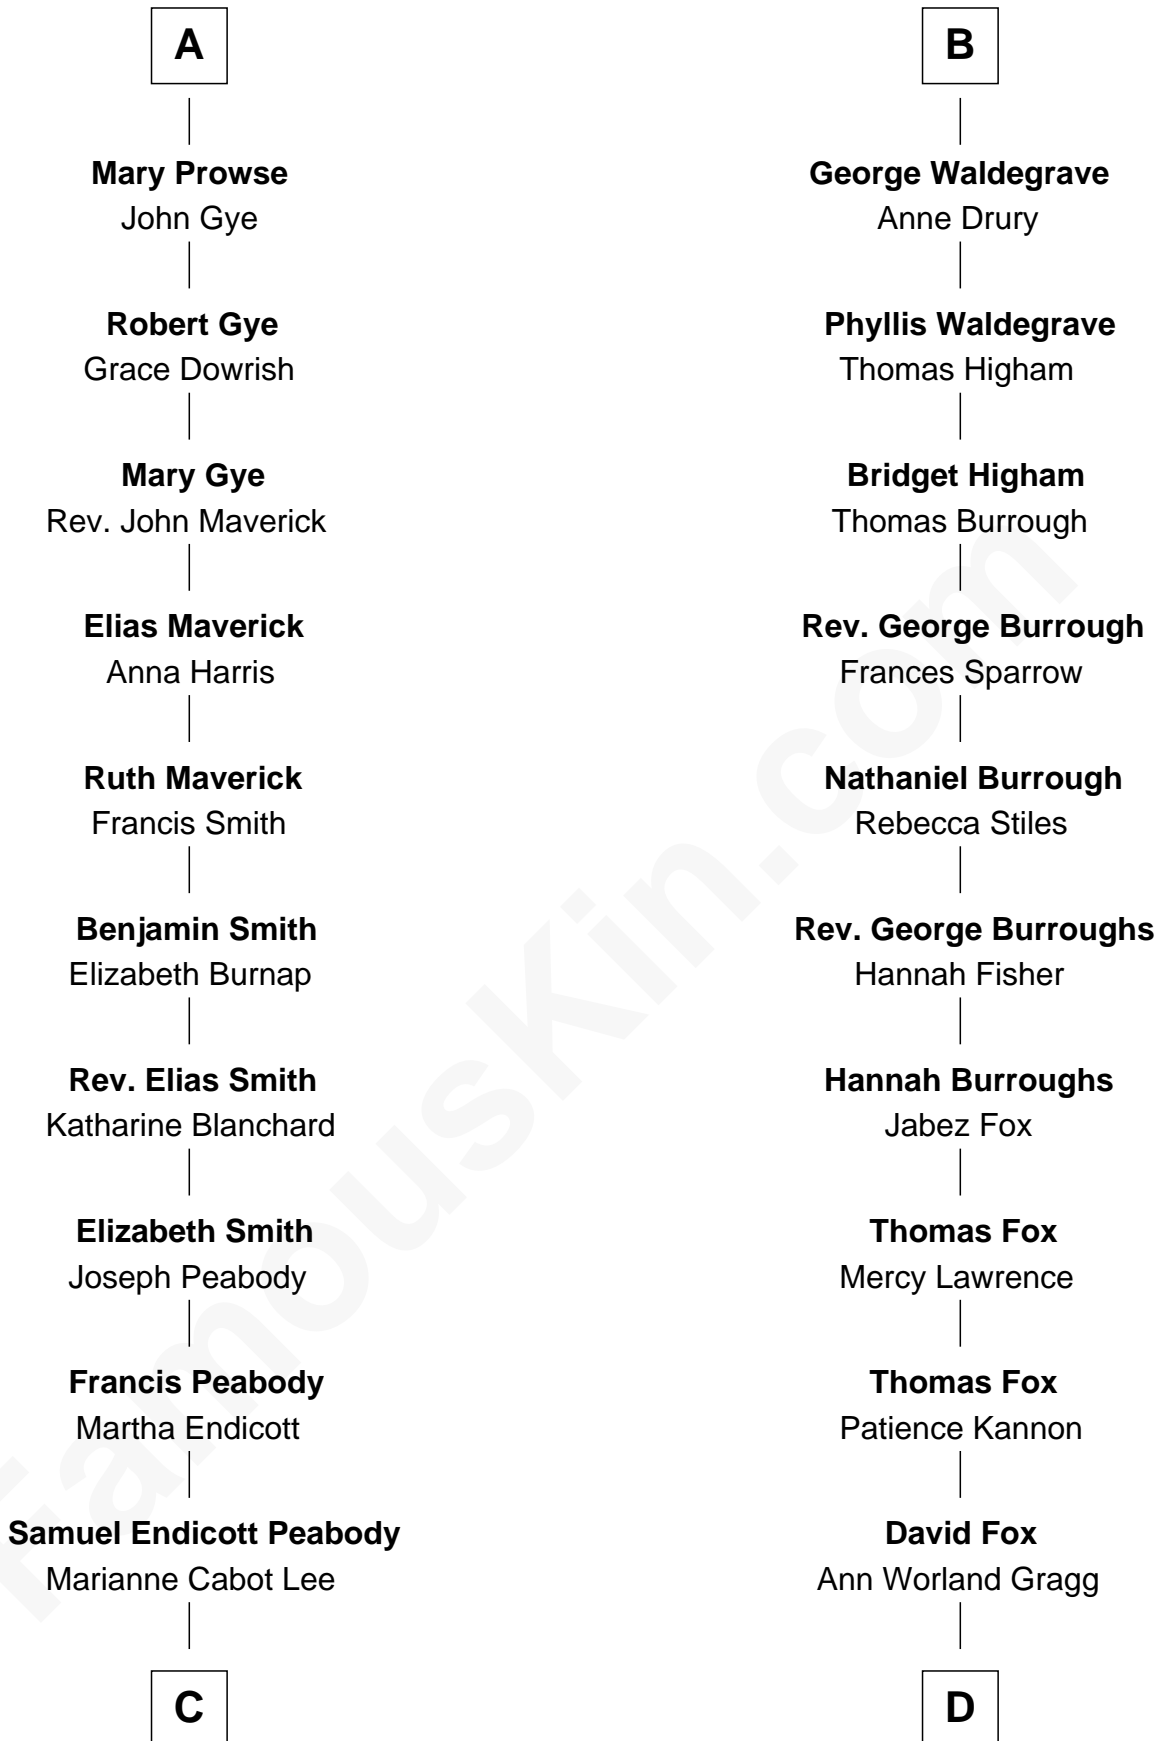 A
Mary Prowse
John Gye
Robert Gye
Grace Dowrish
Mary Gye
Rev. John Maverick
Elias Maverick
Anna Harris
Ruth Maverick
Francis Smith
Benjamin Smith
Elizabeth Burnap
Rev. Elias Smith
Katharine Blanchard
Elizabeth Smith
Joseph Peabody
Francis Peabody
Martha Endicott
Samuel Endicott Peabody
Marianne Cabot Lee
C
B
George Waldegrave
Anne Drury
Phyllis Waldegrave
Thomas Higham
Bridget Higham
Thomas Burrough
Rev. George Burrough
Frances Sparrow
Nathaniel Burrough
Rebecca Stiles
Rev. George Burroughs
Hannah Fisher
Hannah Burroughs
Jabez Fox
Thomas Fox
Mercy Lawrence
Thomas Fox
Patience Kannon
David Fox
Ann Worland Gragg
D
FamousKin.com